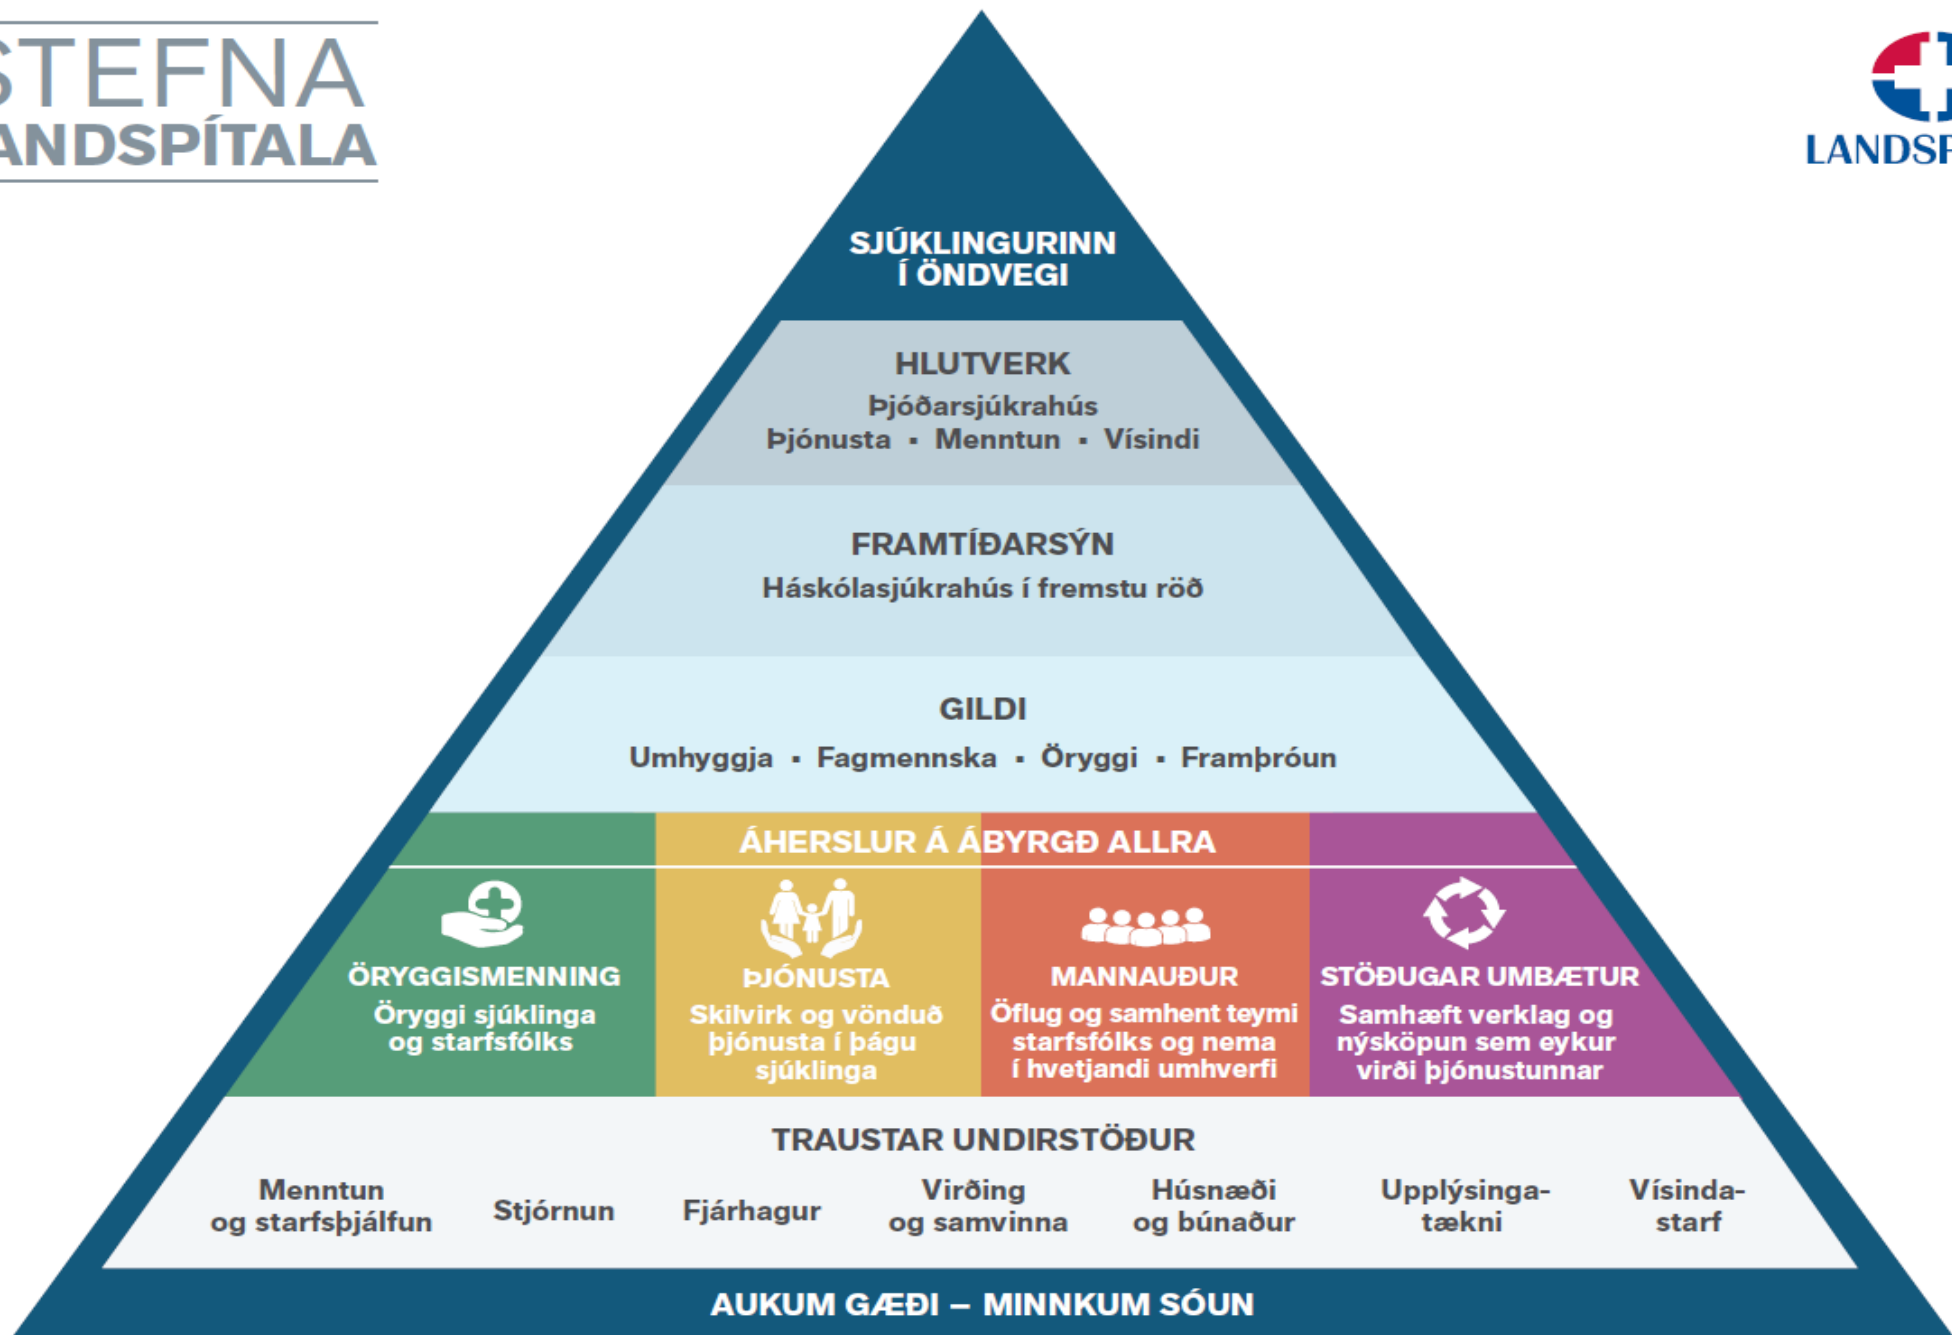 STEFNA
ANDSPÍTALA
LANDSP
SJÚKLINGURINN
Í ÖNDVEGI
HLUTVERK
Þjóðarsjúkrahús
Þjónusta ▪ Menntun ▪ Vísindi
FRAMTÍÐARSÝN
Háskólasjúkrahús í fremstu röð
GILDI
Umhyggja ▪ Fagmennska ▪ Öryggi ▪ Framþróun
ÁHERSLUR Á ÁBYRGÐ ALLRA
ÖRYGGISMENNING
Öryggi sjúklinga
og starfsfólks
ÞJÓNUSTA
Skilvirk og vönduð
þjónusta í þágu
sjúklinga
MANNAUÐUR
Öflug og samhent teymi
starfsfólks og nema
í hvetjandi umhverfi
STÖÐUGAR UMBÆTUR
Samhæft verklag og
nýsköpun sem eykur
virði þjónustunnar
TRAUSTAR UNDIRSTÖÐUR
Menntun
og starfsþjálfun
Stjórnun
Fjárhagur
Virðing
og samvinna
Húsnæði
og búnaður
Upplýsinga-
tækni
Vísinda-
starf
AUKUM GÆÐI – MINNKUM SÓUN